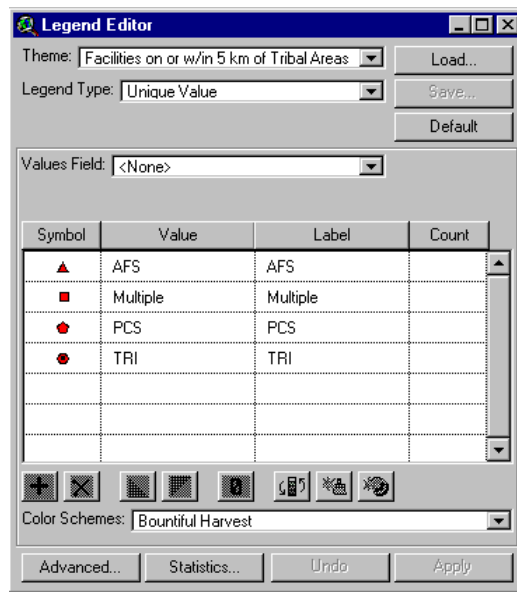 Legend Editor
Theme: Facilities on or w/in 5 km of Tribal Areas
Load...
Legend Type: Unique Value
Save...
Default
Values Field: <None>
Symbol Value Label Count
AFS AFS
Multiple Multiple
PCS PCS
TRI TRI
0
Color Schemes: Bountiful Harvest
Advanced... Statistics... Undo Apply